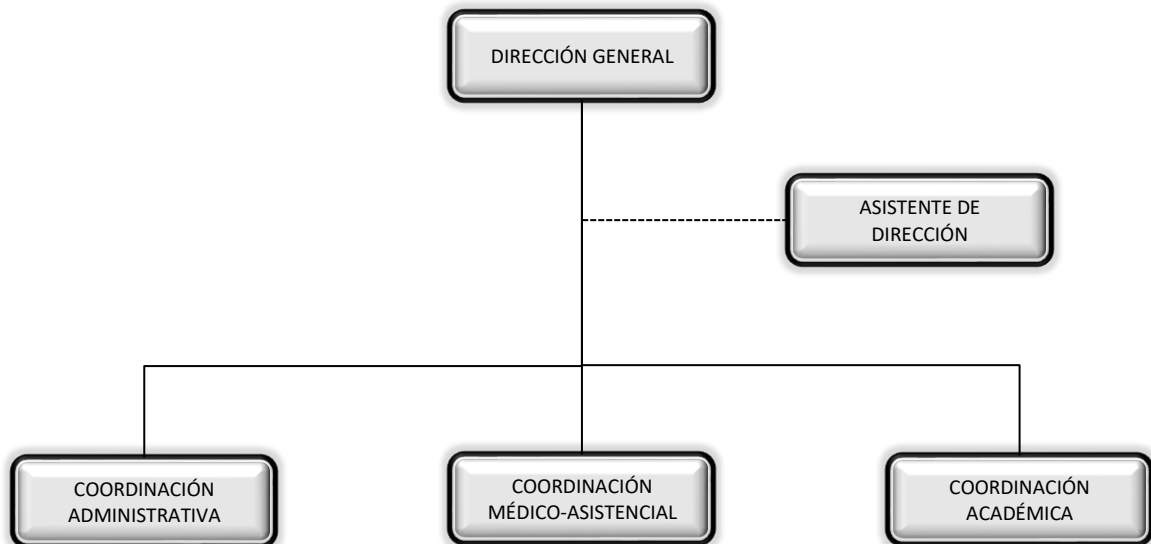 DIRECCIÓN GENERAL
ASISTENTE DE
DIRECCIÓN
COORDINACIÓN
ADMINISTRATIVA
COORDINACIÓN
MÉDICO-ASISTENCIAL
COORDINACIÓN
ACADÉMICA